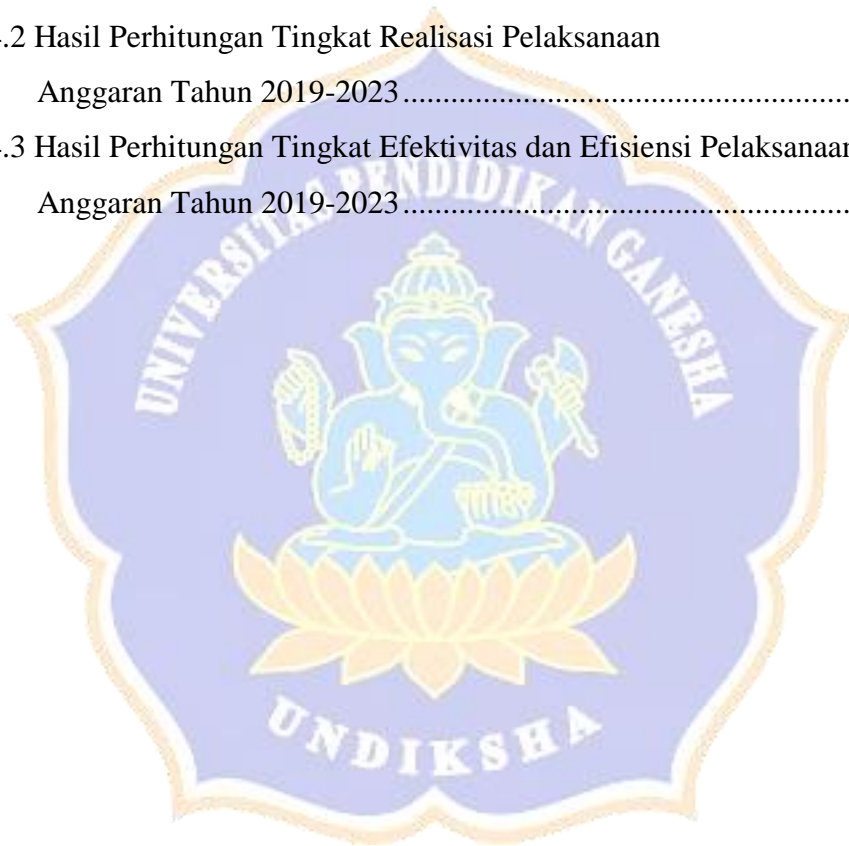 .2 Hasil Perhitungan Tingkat Realisasi Pelaksanaan
Anggaran Tahun 2019-2023............................................................
.3 Hasil Perhitungan Tingkat Efektivitas dan Efisiensi Pelaksanaan
Anggaran Tahun 2019-2023............................................................
UNIVERSITAS PENDIDIKAN GANESHA
UNDIKSHA